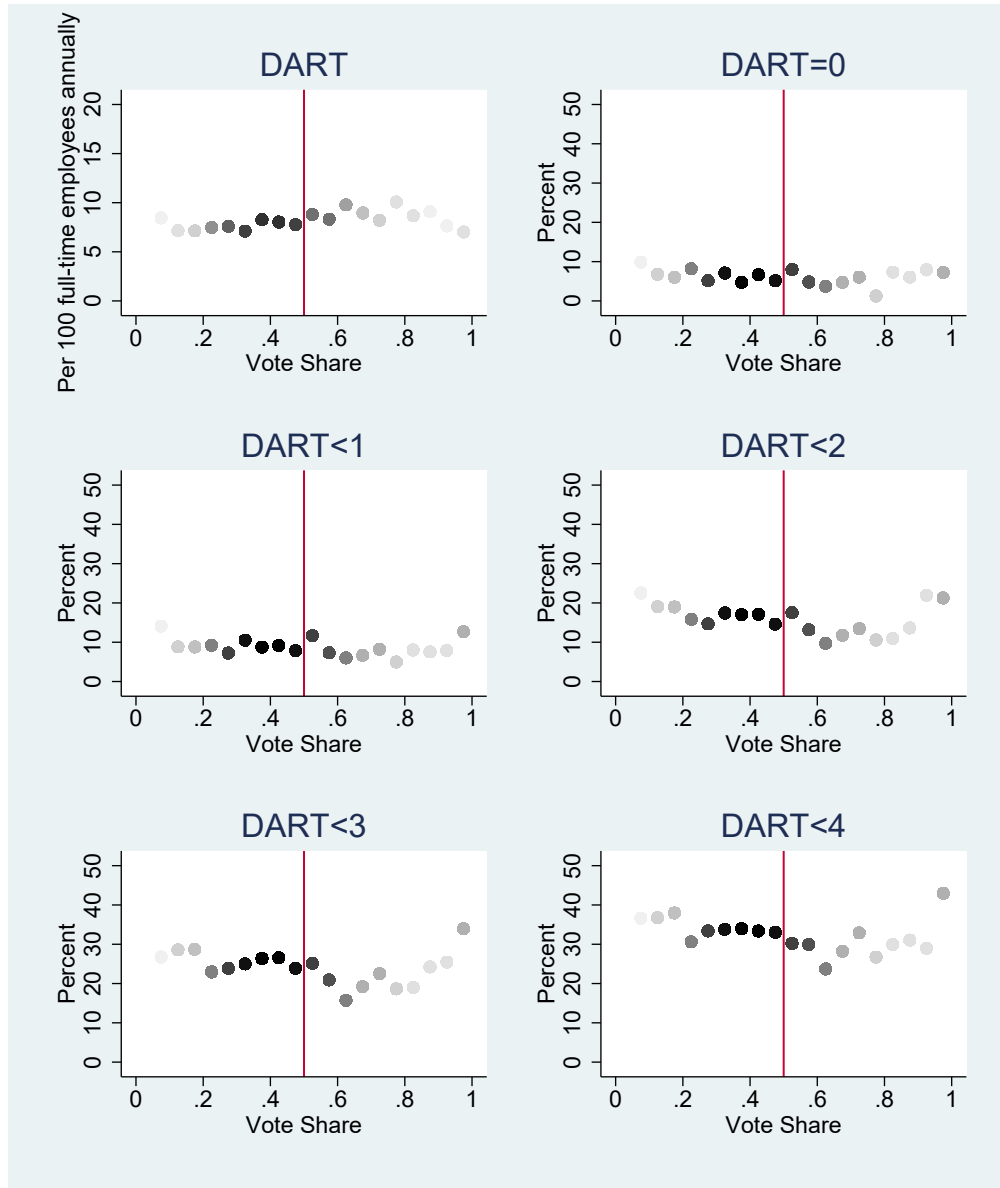 DART
Per 100 full-time employees annually
20
15
10
5
0
0 .2 .4 .6 .8 1
Vote Share
DART=0
Percent
50
40
30
20
10
0
0 .2 .4 .6 .8 1
Vote Share
DART<1
Percent
50
40
30
20
10
0
0 .2 .4 .6 .8 1
Vote Share
DART<2
Percent
50
40
30
20
10
0
0 .2 .4 .6 .8 1
Vote Share
DART<3
Percent
50
40
30
20
10
0
0 .2 .4 .6 .8 1
Vote Share
DART<4
Percent
50
40
30
20
10
0
0 .2 .4 .6 .8 1
Vote Share